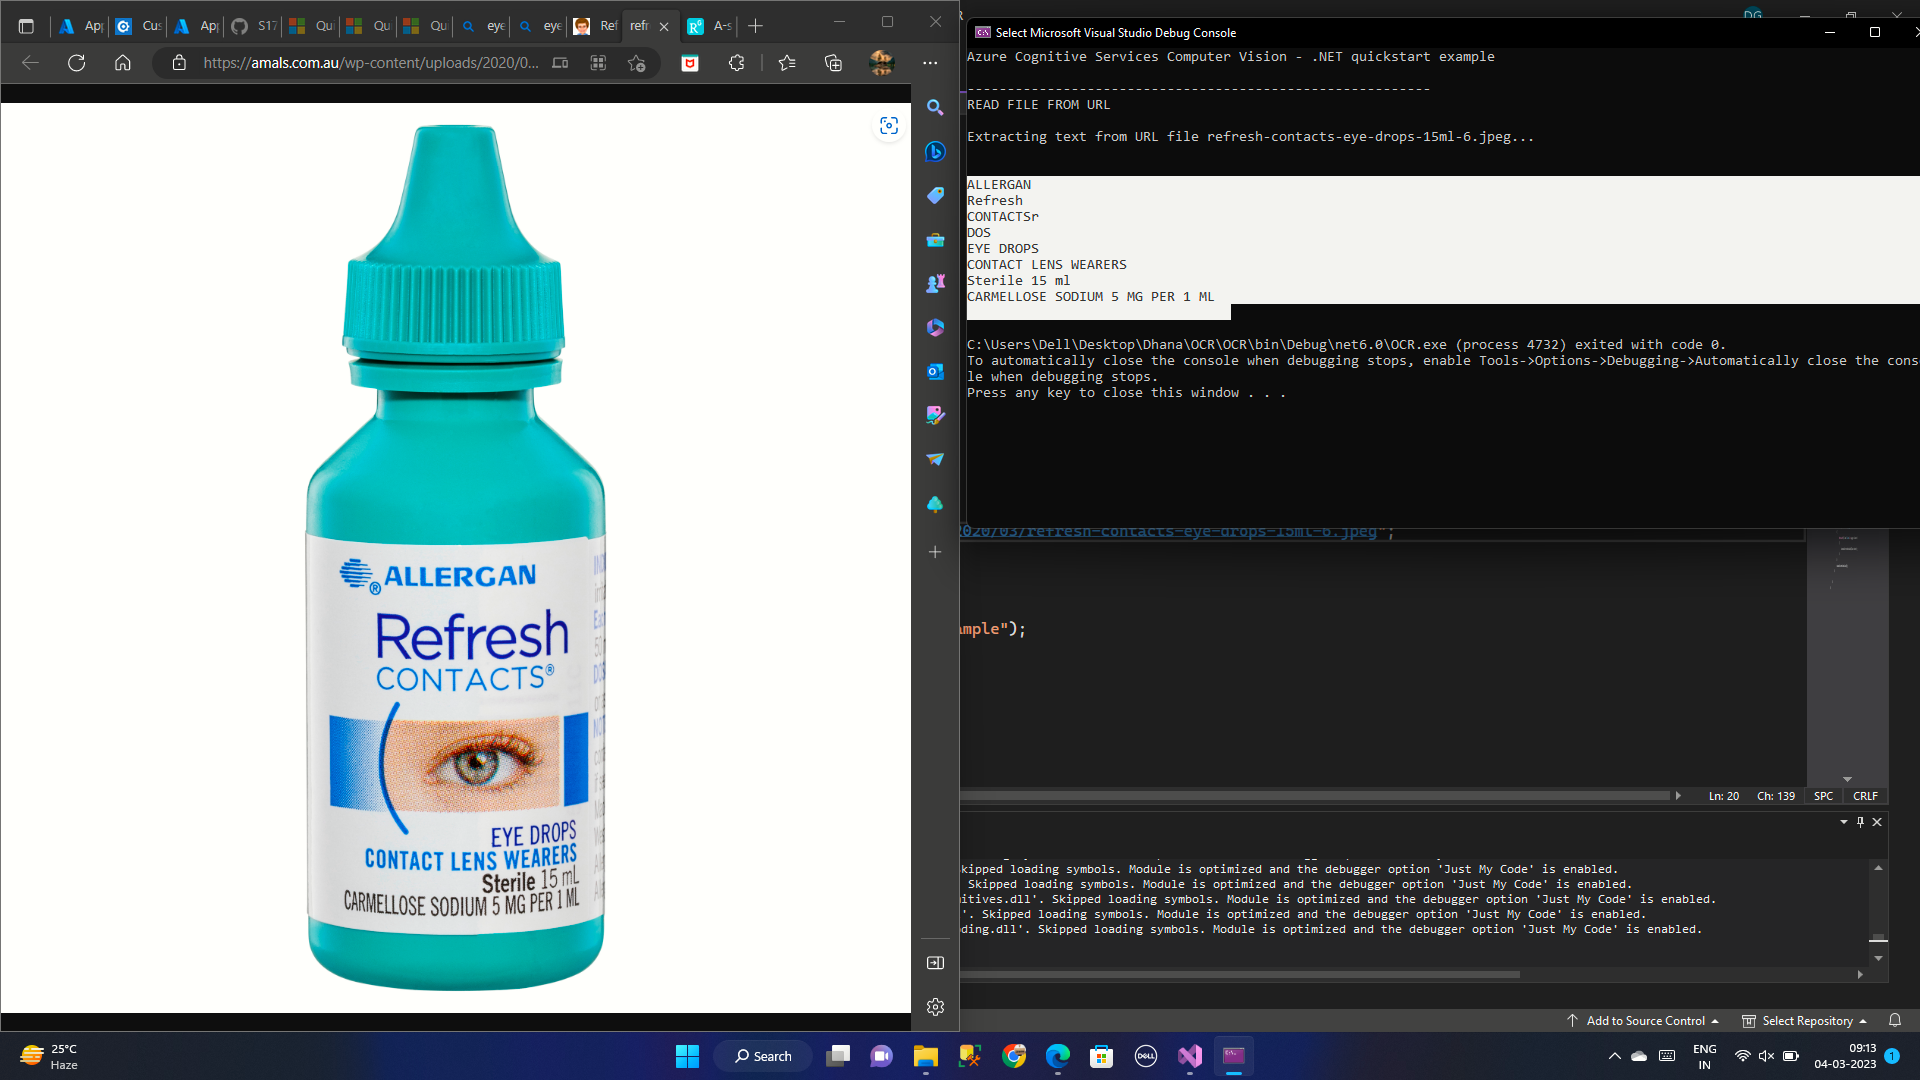 App
Cus
App
S17
Qui
Qu
Qui
eye
eye
Ref
refr
A-s
https://amals.com.au/wp-content/uploads/2020/0...
ALLERGAN
Refresh
CONTACTS®
EYE DROPS
CONTACT LENS WEARERS
Sterile 15 mL
CARMELLOSE SODIUM 5 MG PER 1 ML
DG
Select Microsoft Visual Studio Debug Console
Azure Cognitive Services Computer Vision - .NET quickstart example
----------------------------------------------------------
READ FILE FROM URL
Extracting text from URL file refresh-contacts-eye-drops-15ml-6.jpeg...
ALLERGAN
Refresh
CONTACTSr
DOS
EYE DROPS
CONTACT LENS WEARERS
Sterile 15 ml
CARMELLOSE SODIUM 5 MG PER 1 ML
C:\Users\Dell\Desktop\Dhana\OCR\OCR\bin\Debug\net6.0\OCR.exe (process 4732) exited with code 0.
To automatically close the console when debugging stops, enable Tools->Options->Debugging->Automatically close the conso
le when debugging stops.
Press any key to close this window . . .
2020/03/refresh-contacts-eye-drops-15ml-6.jpeg";
ample");
Ln: 20 Ch: 139 SPC CRLF
Skipped loading symbols. Module is optimized and the debugger option 'Just My Code' is enabled.
. Skipped loading symbols. Module is optimized and the debugger option 'Just My Code' is enabled.
itives.dll'. Skipped loading symbols. Module is optimized and the debugger option 'Just My Code' is enabled.
'. Skipped loading symbols. Module is optimized and the debugger option 'Just My Code' is enabled.
ding.dll'. Skipped loading symbols. Module is optimized and the debugger option 'Just My Code' is enabled.
Add to Source Control
Select Repository
25°C
Haze
Search
DELL
ENG
IN
09:13
04-03-2023
1